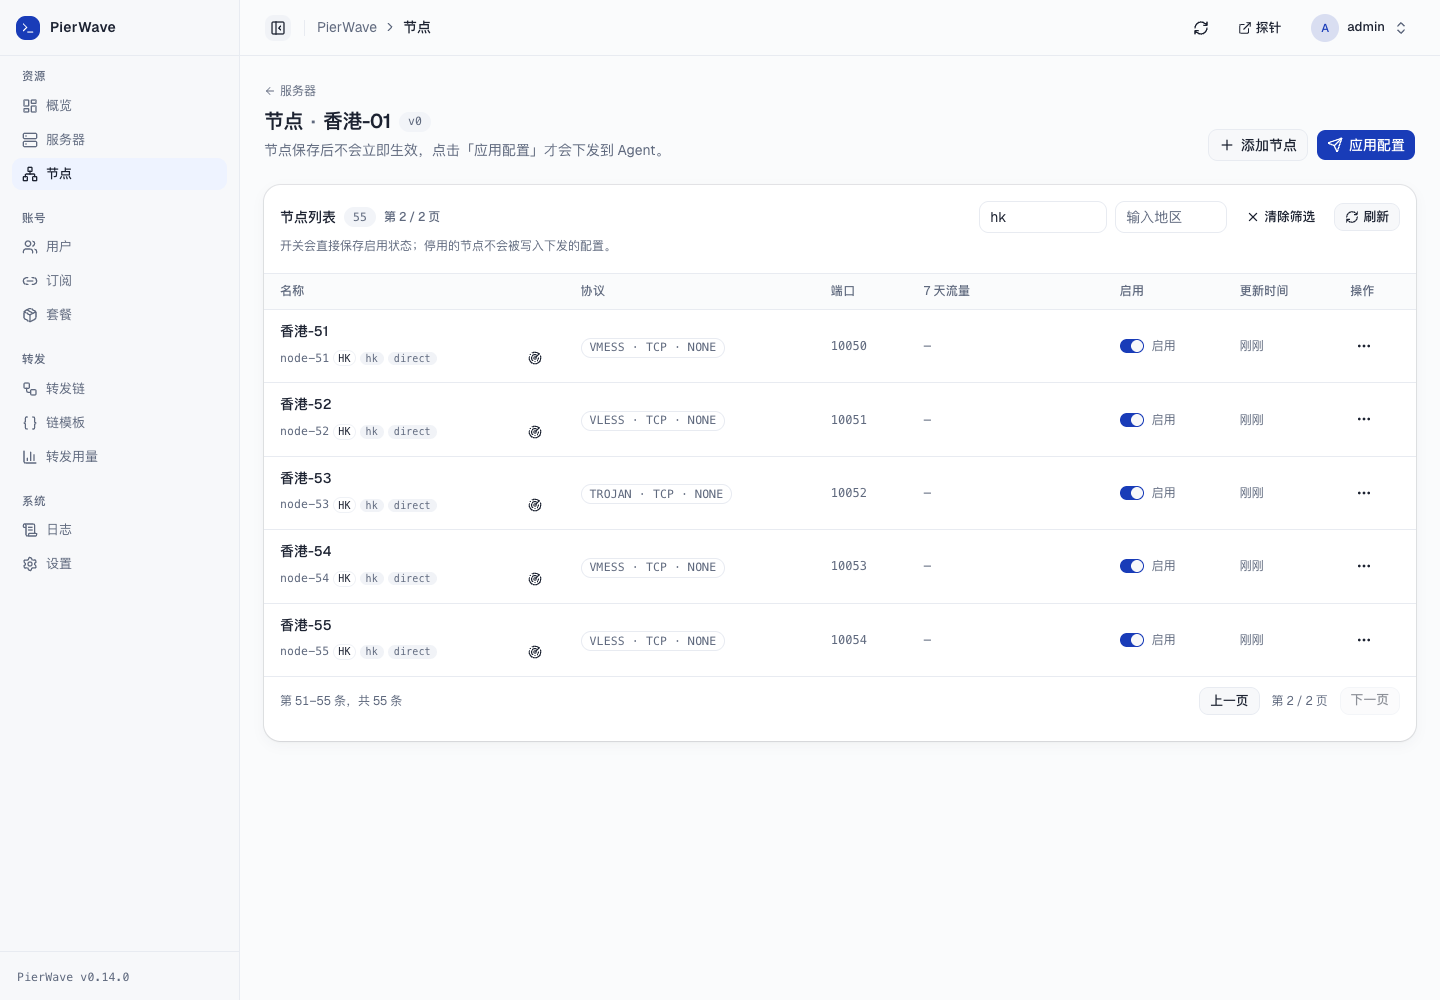 PierWave
PierWave > 节点
探针
A admin
资源
概览
服务器
节点
账号
用户
订阅
套餐
转发
转发链
链模板
转发用量
系统
日志
设置
PierWave v0.14.0
← 服务器
节点 · 香港-01 v0
节点保存后不会立即生效，点击「应用配置」才会下发到 Agent。
添加节点
应用配置
节点列表 55 第 2 / 2 页
hk
输入地区
清除筛选
刷新
开关会直接保存启用状态；停用的节点不会被写入下发的配置。
名称 协议 端口 7 天流量 启用 更新时间 操作
香港-51
node-51 HK hk direct VMESS · TCP · NONE 10050 — 启用 刚刚
香港-52
node-52 HK hk direct VLESS · TCP · NONE 10051 — 启用 刚刚
香港-53
node-53 HK hk direct TROJAN · TCP · NONE 10052 — 启用 刚刚
香港-54
node-54 HK hk direct VMESS · TCP · NONE 10053 — 启用 刚刚
香港-55
node-55 HK hk direct VLESS · TCP · NONE 10054 — 启用 刚刚
第 51–55 条，共 55 条
上一页 第 2 / 2 页 下一页